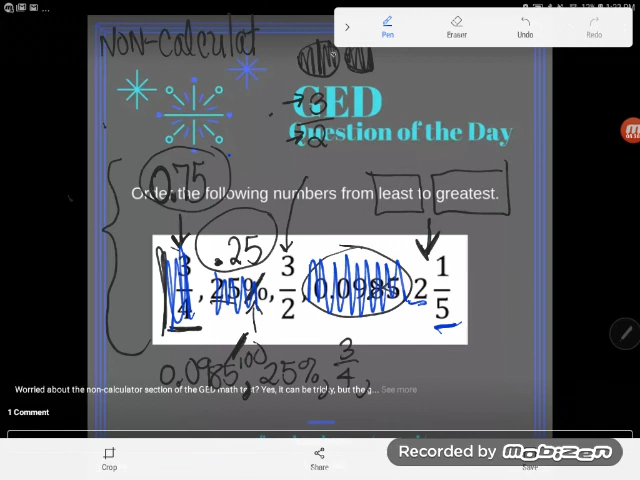 Pen
Eraser
Undo
Redo
NON-Calculat
GED
3
2
Question of the Day
0.75
Order the following numbers from least to greatest.
.25
3/4, 25%, 3/2, 0.0985, 2 1/5
100
0.0985, 25%, 3/4,
Worried about the non-calculator section of the GED math test? Yes, it can be tricky, but the g... See more
1 Comment
Recorded by Mobizen
Crop
Share
Save